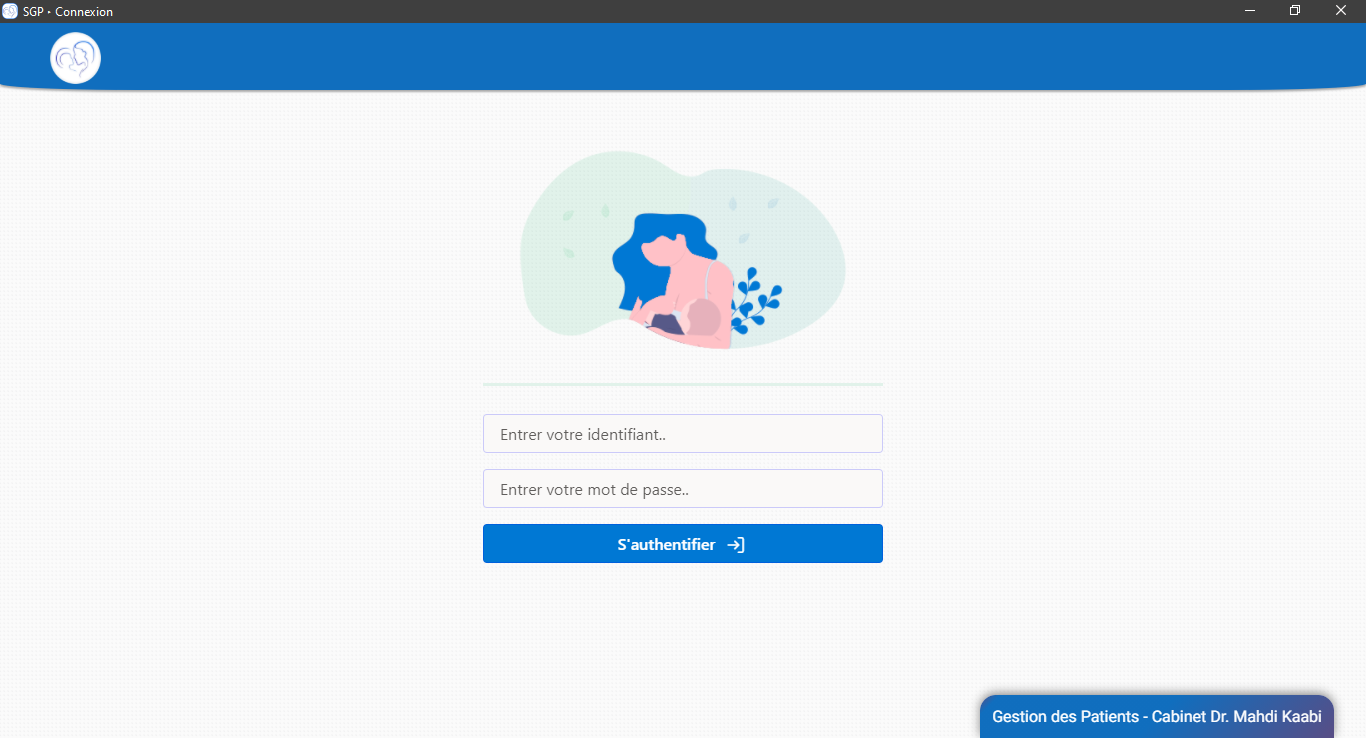 SGP • Connexion
Entrer votre identifiant..
Entrer votre mot de passe..
S'authentifier
Gestion des Patients - Cabinet Dr. Mahdi Kaabi